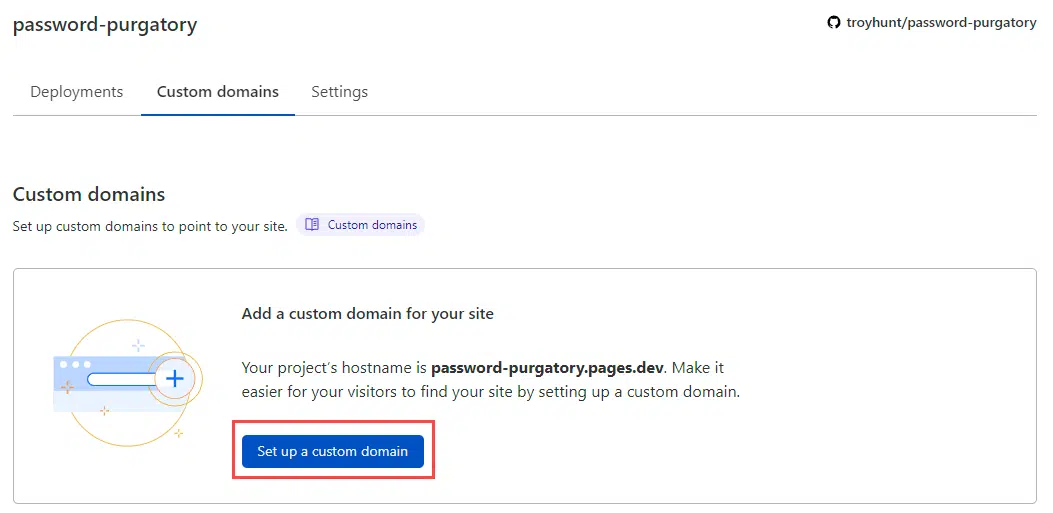 password-purgatory
troyhunt/password-purgatory
Deployments
Custom domains
Settings
Custom domains
Set up custom domains to point to your site.
Custom domains
Add a custom domain for your site
Your project’s hostname is password-purgatory.pages.dev. Make it
easier for your visitors to find your site by setting up a custom domain.
Set up a custom domain